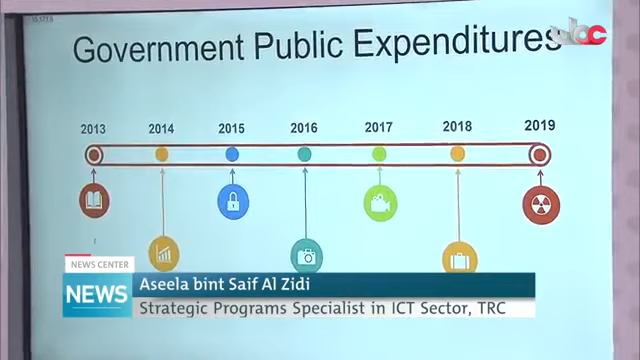 Government Public Expenditures
2013 2014 2015 2016 2017 2018 2019
NEWS CENTER
NEWS
Aseela bint Saif Al Zidi
Strategic Programs Specialist in ICT Sector, TRC